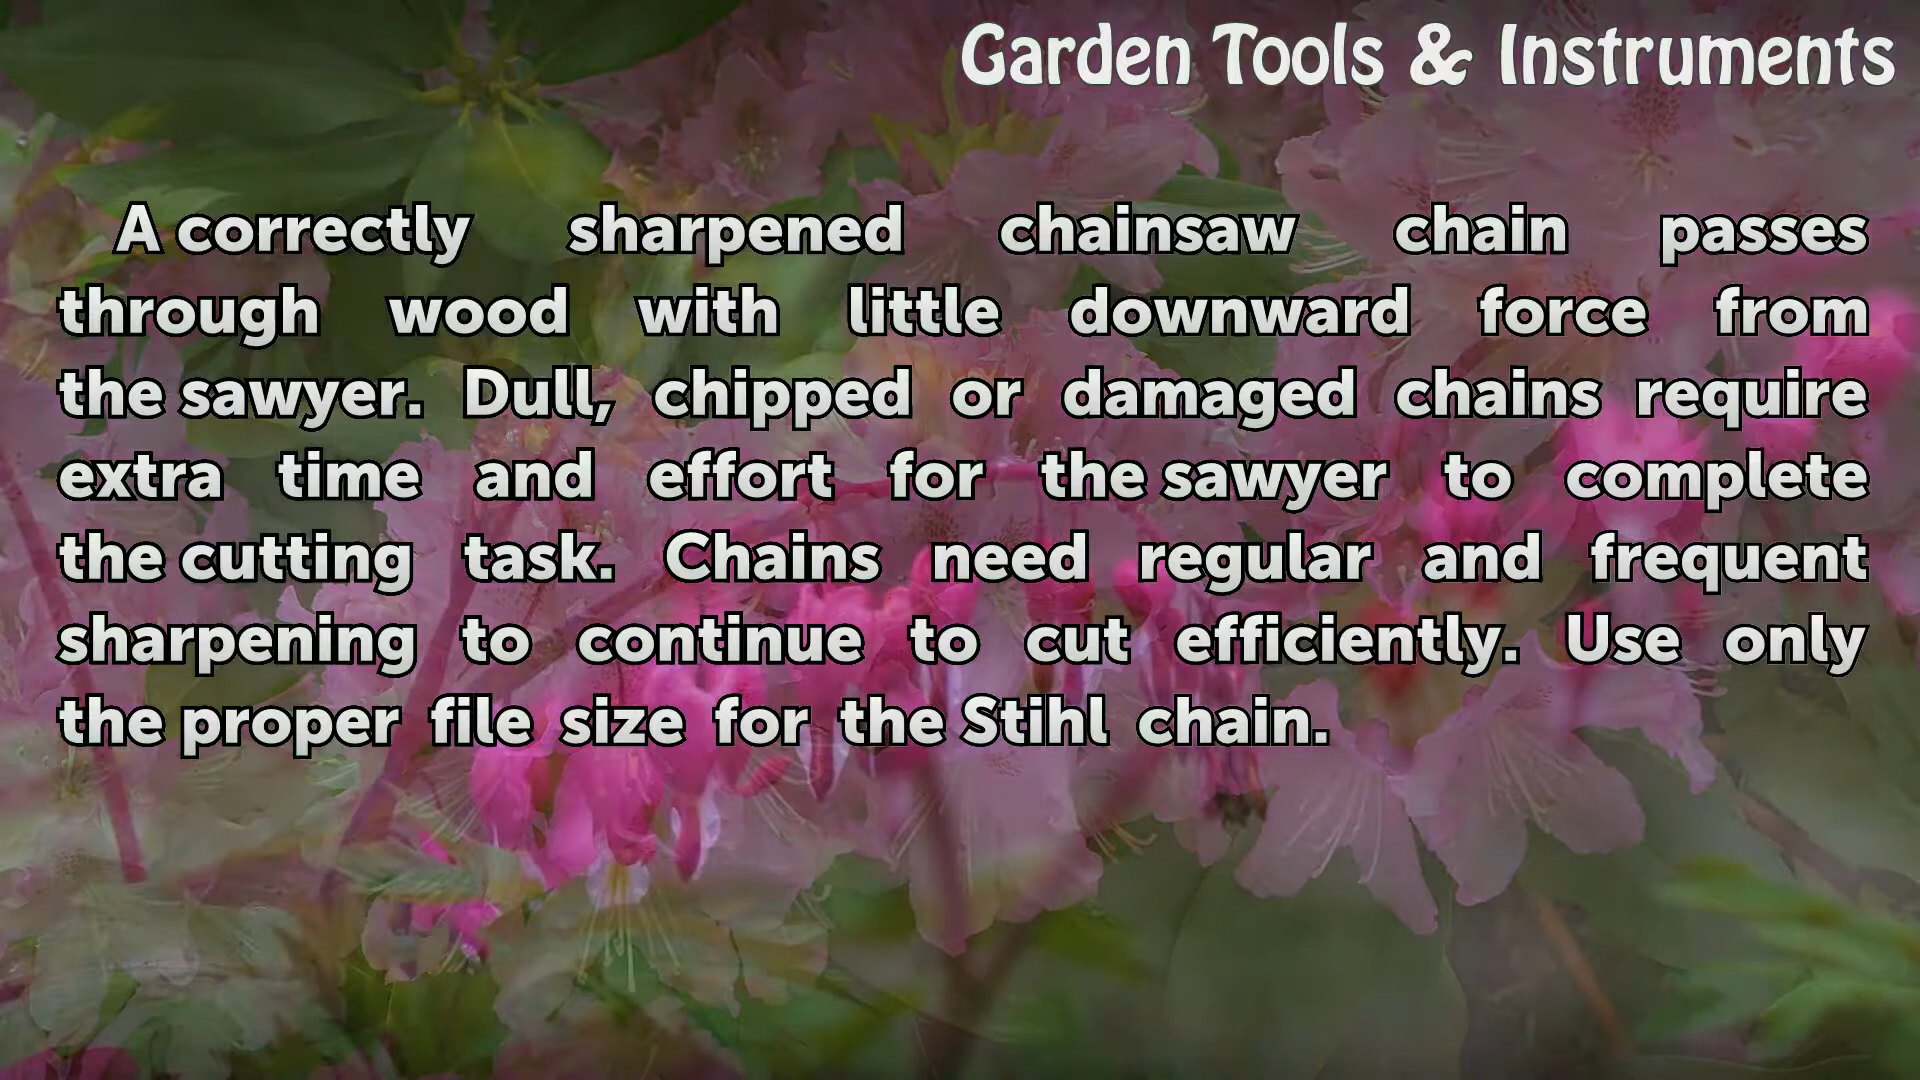 Garden Tools & Instruments
A correctly sharpened chainsaw chain passes
through wood with little downward force from
the sawyer. Dull, chipped or damaged chains require
extra time and effort for the sawyer to complete
the cutting task. Chains need regular and frequent
sharpening to continue to cut efficiently. Use only
the proper file size for the Stihl chain.